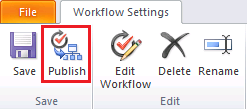 File
Workflow Settings
Save
Publish
Edit
Workflow
Delete
Rename
Save
Edit